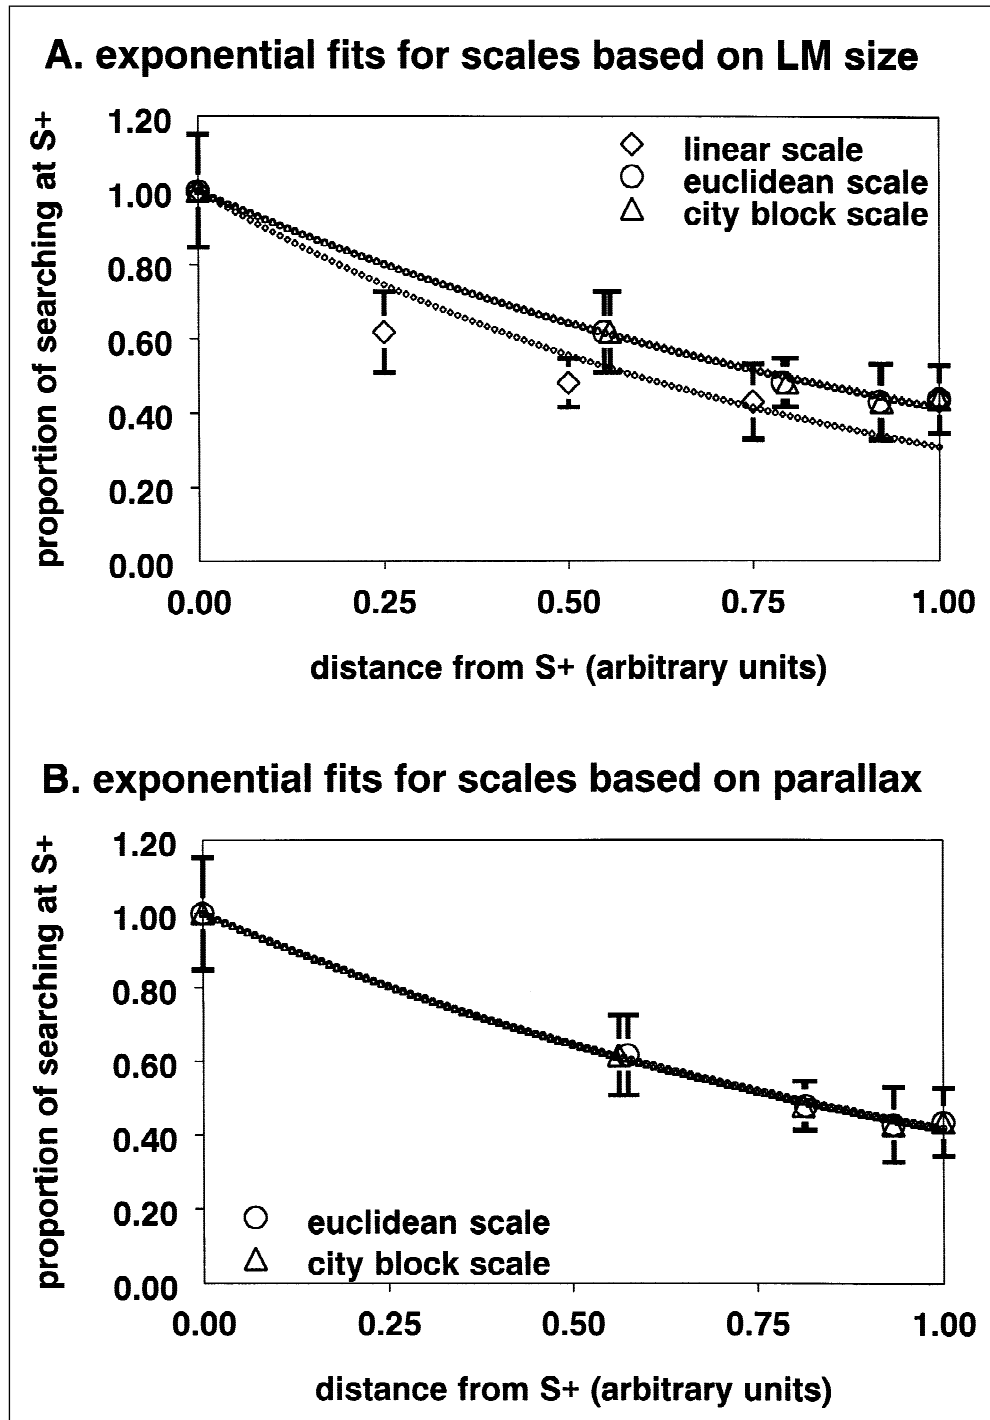 A. exponential fits for scales based on LM size
proportion of searching at S+
1.20
1.00
0.80
0.60
0.40
0.20
0.00
linear scale
euclidean scale
city block scale
0.00 0.25 0.50 0.75 1.00
distance from S+ (arbitrary units)
B. exponential fits for scales based on parallax
proportion of searching at S+
1.20
1.00
0.80
0.60
0.40
0.20
0.00
euclidean scale
city block scale
0.00 0.25 0.50 0.75 1.00
distance from S+ (arbitrary units)